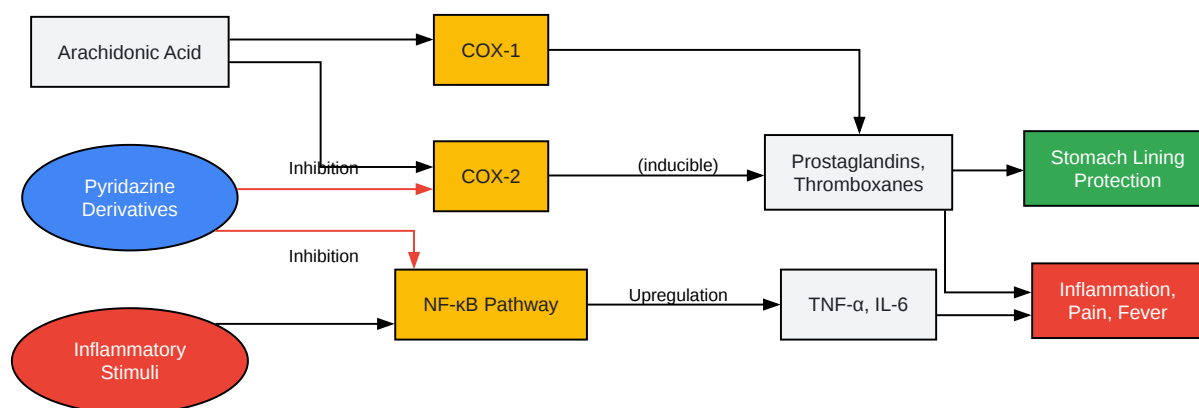 Arachidonic Acid
COX-1
Inhibition
Pyridazine
Derivatives
COX-2
(inducible)
Prostaglandins,
Thromboxanes
Stomach Lining
Protection
Inhibition
NF-κB Pathway
Upregulation
TNF-α, IL-6
Inflammation,
Pain, Fever
Inflammatory
Stimuli